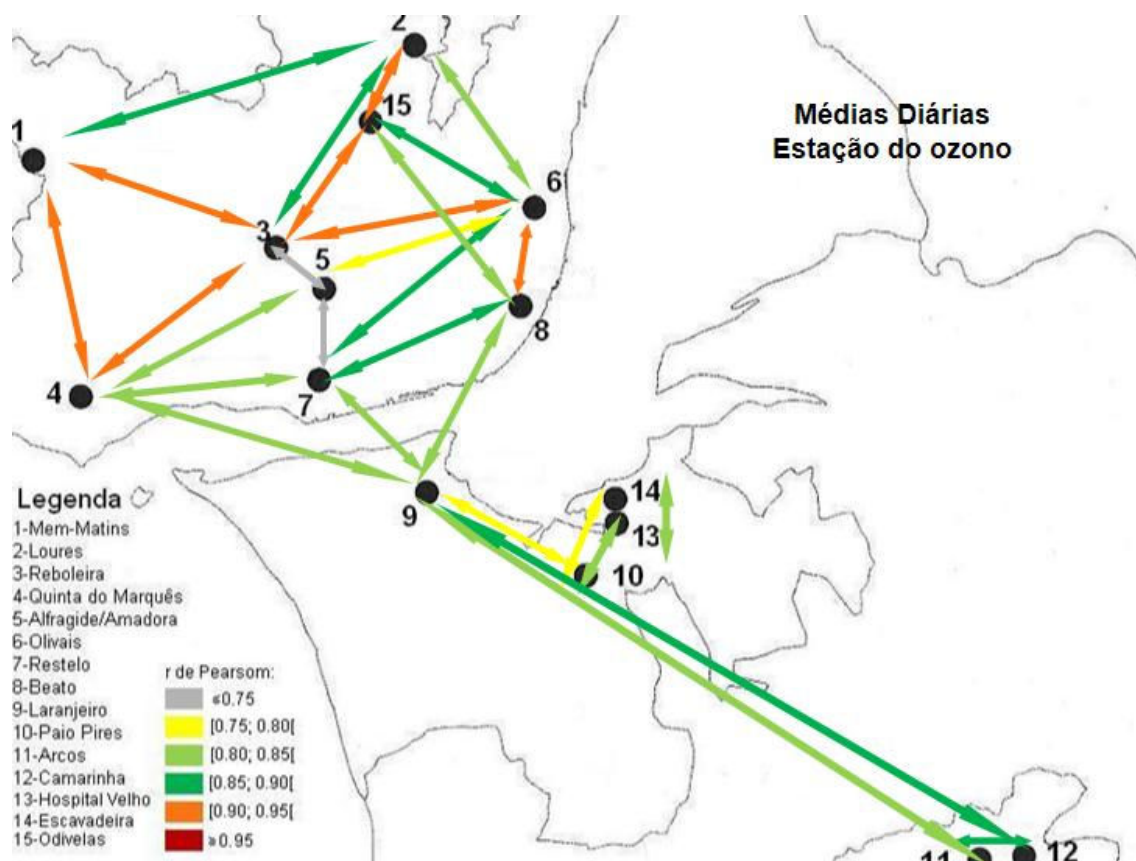 2
15
1
Médias Diárias
Estação do ozono
6
3
5
8
4
7
Legenda
1-Mem-Matins
2-Loures
3-Reboleira
4-Quinta do Marquês
5-Alfragide/Amadora
6-Olivais
7-Restelo
8-Beato
9-Laranjeiro
10-Paio Pires
11-Arcos
12-Camarinha
13-Hospital Velho
14-Escavadeira
15-Odivelas
r de Pearsom:
≤0.75
[0.75; 0.80[
[0.80; 0.85[
[0.85; 0.90[
[0.90; 0.95[
≥0.95
9
14
13
10
11
12